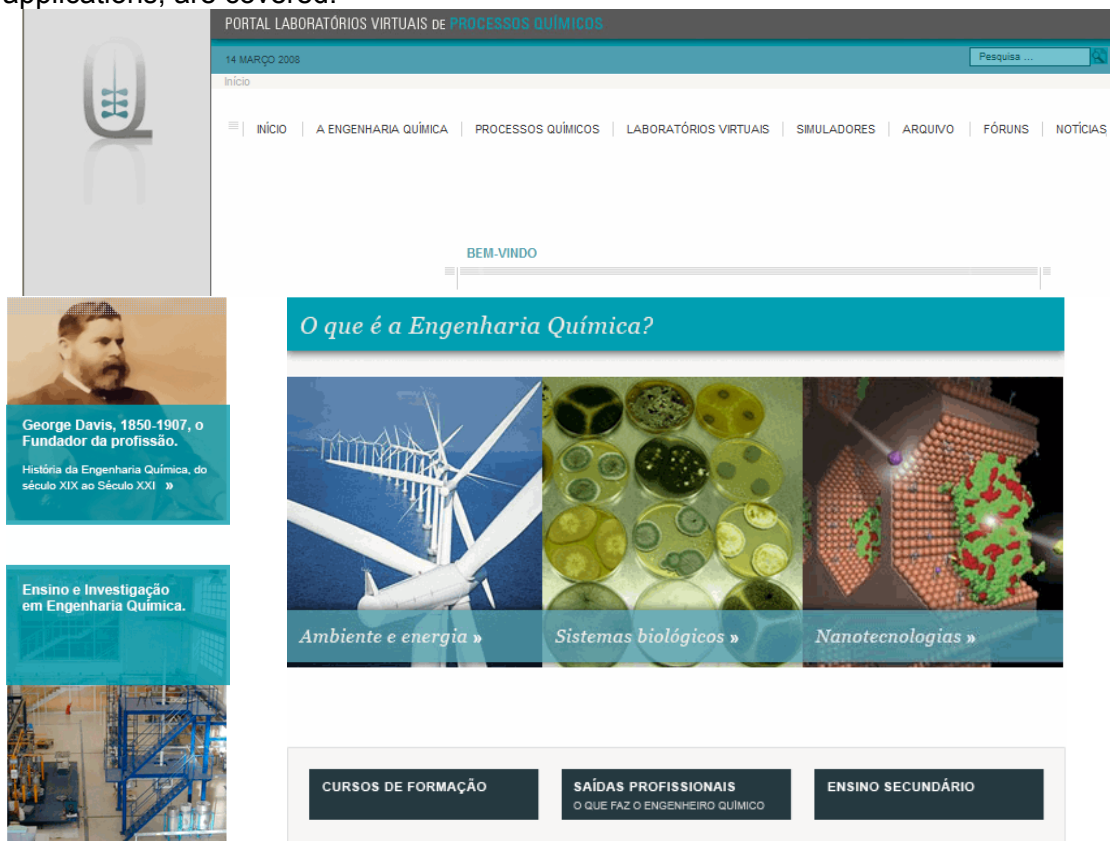 applications, are covered.
PORTAL LABORATÓRIOS VIRTUAIS DE PROCESSOS QUÍMICOS
14 MARÇO 2008
Pesquisa ...
Início
INÍCIO | A ENGENHARIA QUÍMICA | PROCESSOS QUÍMICOS | LABORATÓRIOS VIRTUAIS | SIMULADORES | ARQUIVO | FÓRUNS | NOTÍCIAS
BEM-VINDO
George Davis, 1850-1907, o
Fundador da profissão.
História da Engenharia Química, do
século XIX ao Século XXI »
Ensino e Investigação
em Engenharia Química.
O que é a Engenharia Química?
Ambiente e energia »
Sistemas biológicos »
Nanotecnologias »
CURSOS DE FORMAÇÃO
SAÍDAS PROFISSIONAIS
O QUE FAZ O ENGENHEIRO QUÍMICO
ENSINO SECUNDÁRIO